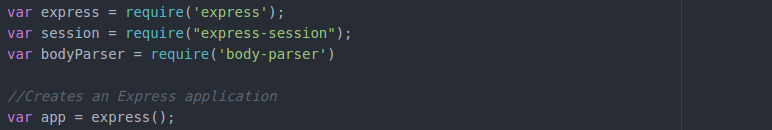 var express = require('express');
var session = require("express-session");
var bodyParser = require('body-parser')
//Creates an Express application
var app = express();